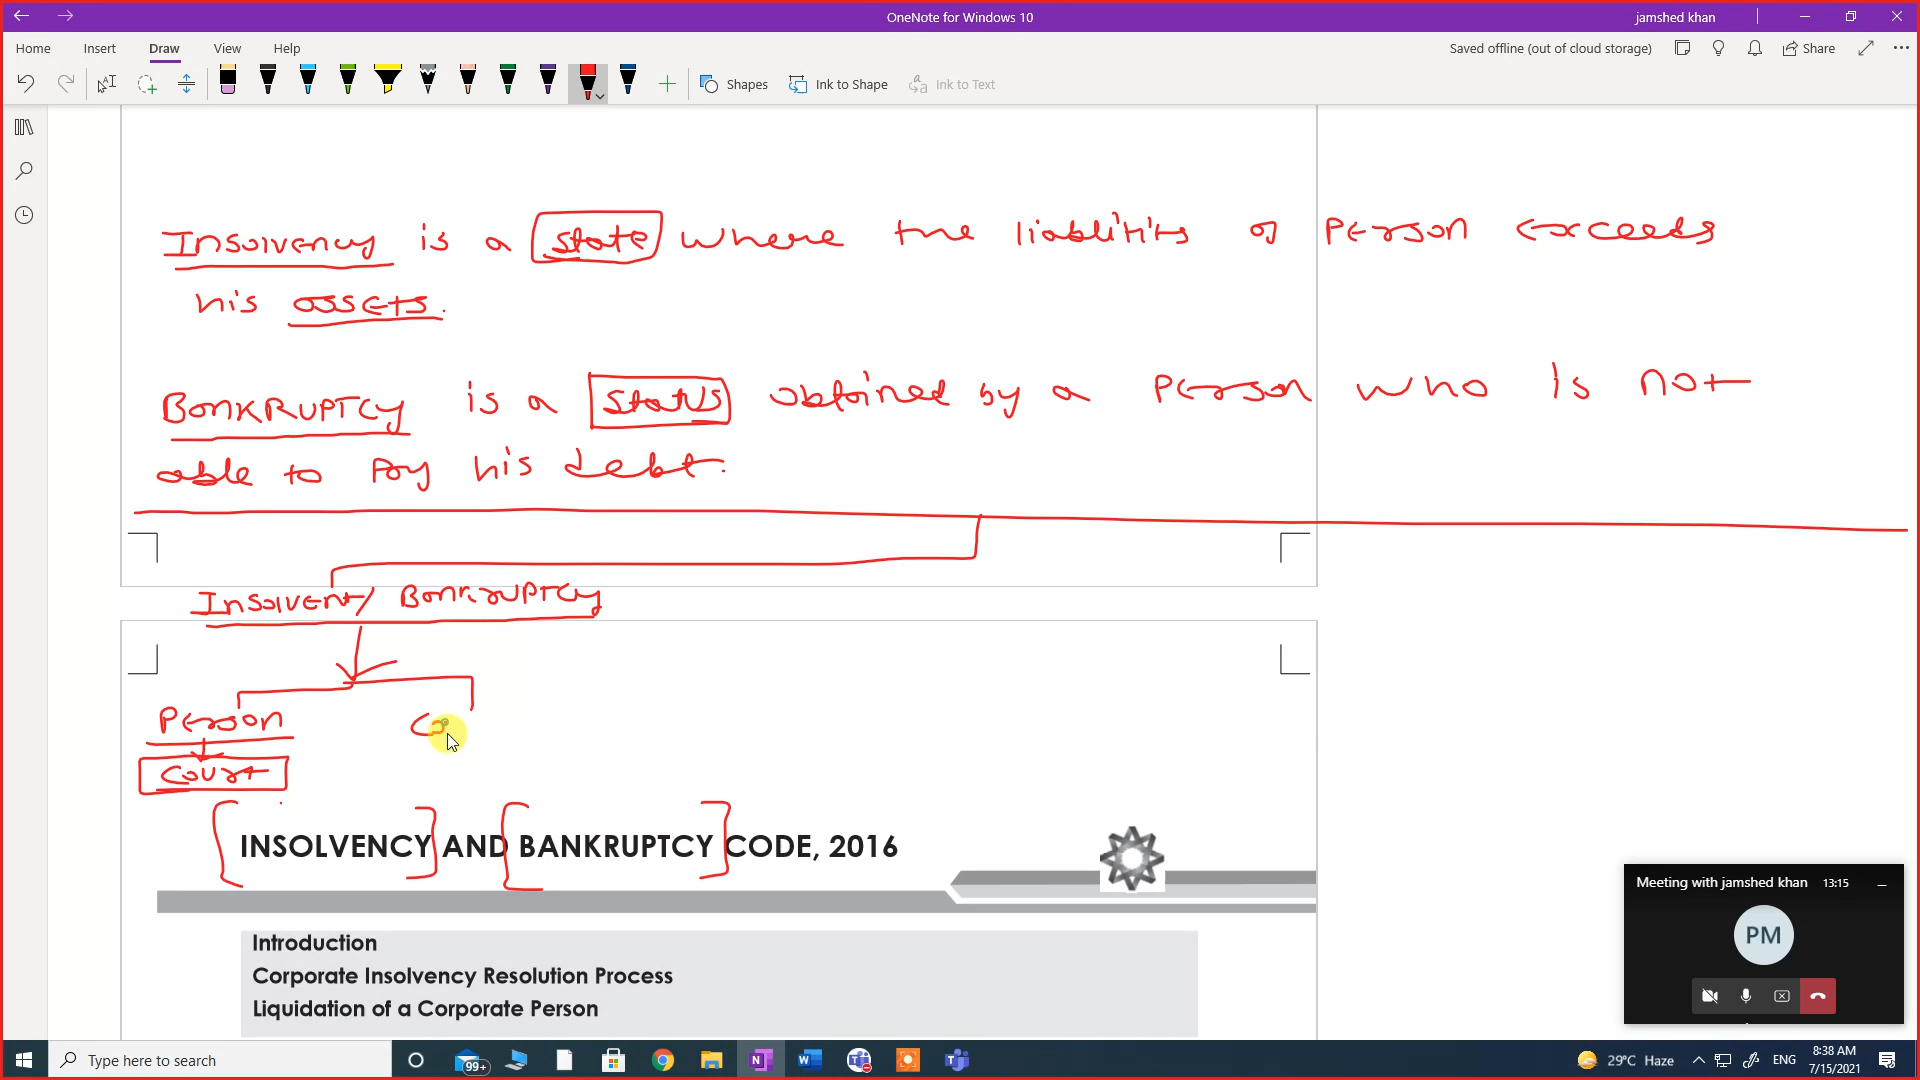 OneNote for Windows 10
jamshed khan
Home Insert Draw View Help
Saved offline (out of cloud storage)
Share
Shapes
Ink to Shape
Ink to Text
Insolvency is a state where the liablitits of Person exceeds
his assets.
BANKRUPTCY is a status obtained by a Person who is not
able to Pay his debt.
Insolvent/ BankruPTCy
Person
Co
Court
INSOLVENCY AND BANKRUPTCY CODE, 2016
Introduction
Corporate Insolvency Resolution Process
Liquidation of a Corporate Person
Meeting with jamshed khan 13:15
PM
Type here to search
99+
29°C Haze
ENG
8:38 AM
7/15/2021